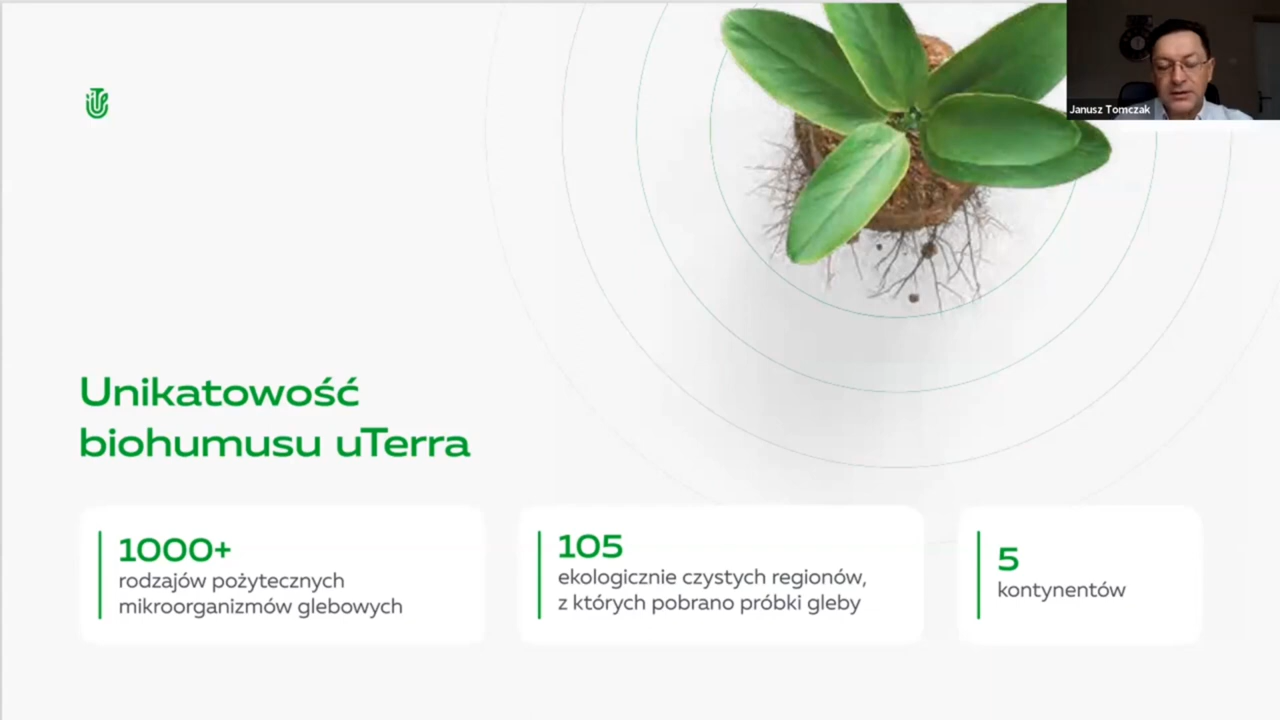 Janusz Tomczak
Unikatowość
biohumusu uTerra
1000+
rodzajów pożytecznych
mikroorganizmów glebowych
105
ekologicznie czystych regionów,
z których pobrano próbki gleby
5
kontynentów